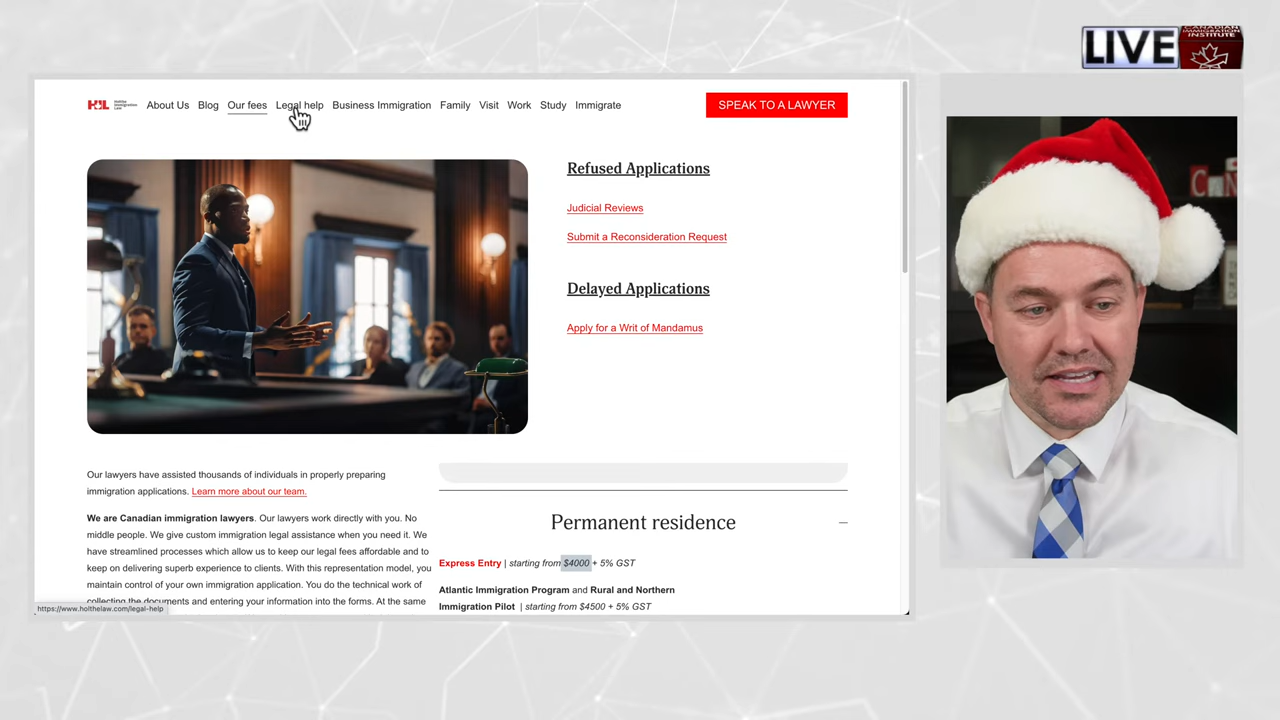 LIVE
CANADIAN
IMMIGRATION
INSTITUTE
Holthe
Immigration
Law
About Us Blog Our fees Legal help Business Immigration Family Visit Work Study Immigrate
SPEAK TO A LAWYER
Refused Applications
Judicial Reviews
Submit a Reconsideration Request
Delayed Applications
Apply for a Writ of Mandamus
Our lawyers have assisted thousands of individuals in properly preparing
immigration applications. Learn more about our team.
We are Canadian immigration lawyers. Our lawyers work directly with you. No
middle people. We give custom immigration legal assistance when you need it. We
have streamlined processes which allow us to keep our legal fees affordable and to
keep on delivering superb experience to clients. With this representation model, you
maintain control of your own immigration application. You do the technical work of
collecting the documents and entering your information into the forms. At the same
https://www.holthelaw.com/legal-help
Permanent residence
Express Entry | starting from $4000 + 5% GST
Atlantic Immigration Program and Rural and Northern
Immigration Pilot | starting from $4500 + 5% GST